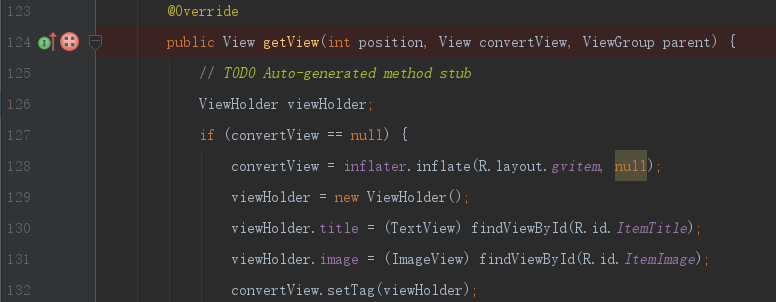 123 @Override
124 public View getView(int position, View convertView, ViewGroup parent) {
125 // TODO Auto-generated method stub
126 ViewHolder viewHolder;
127 if (convertView == null) {
128 convertView = inflater.inflate(R.layout.gvitem, null);
129 viewHolder = new ViewHolder();
130 viewHolder.title = (TextView) findViewById(R.id.ItemTitle);
131 viewHolder.image = (ImageView) findViewById(R.id.ItemImage);
132 convertView.setTag(viewHolder);